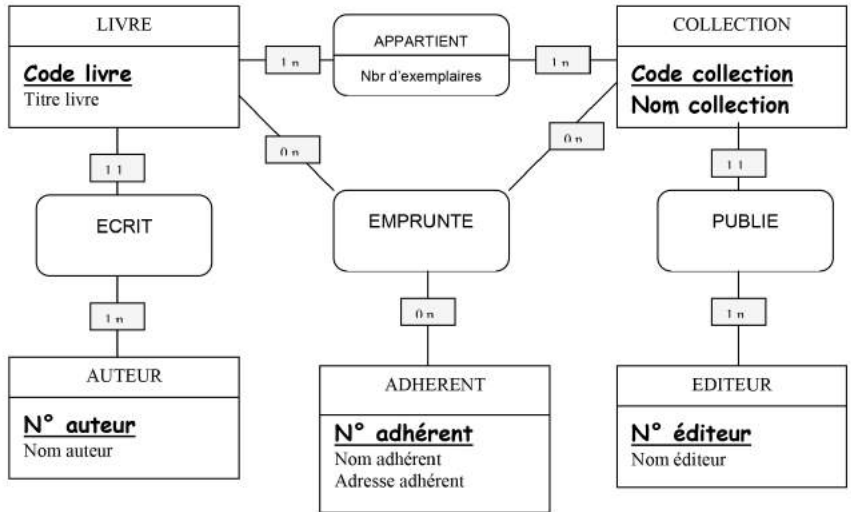 LIVRE
Code livre
Titre livre
1 n
APPARTIENT
Nbr d'exemplaires
1 n
COLLECTION
Code collection
Nom collection
0 n
0 n
1 1
1 1
ECRIT
EMPRUNTE
PUBLIE
1 n
0 n
1 n
AUTEUR
N° auteur
Nom auteur
ADHERENT
N° adhérent
Nom adhérent
Adresse adhérent
EDITEUR
N° éditeur
Nom éditeur